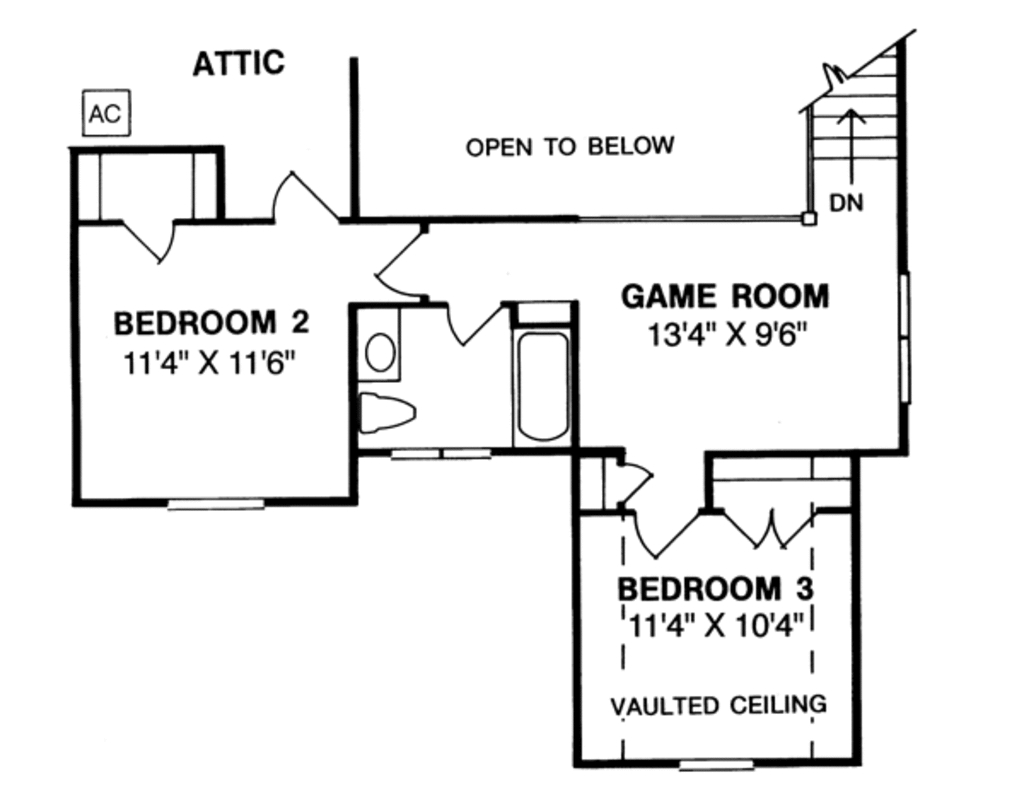 ATTIC
AC
OPEN TO BELOW
DN
GAME ROOM
13'4" X 9'6"
BEDROOM 2
11'4" X 11'6"
BEDROOM 3
11'4" X 10'4"
VAULTED CEILING